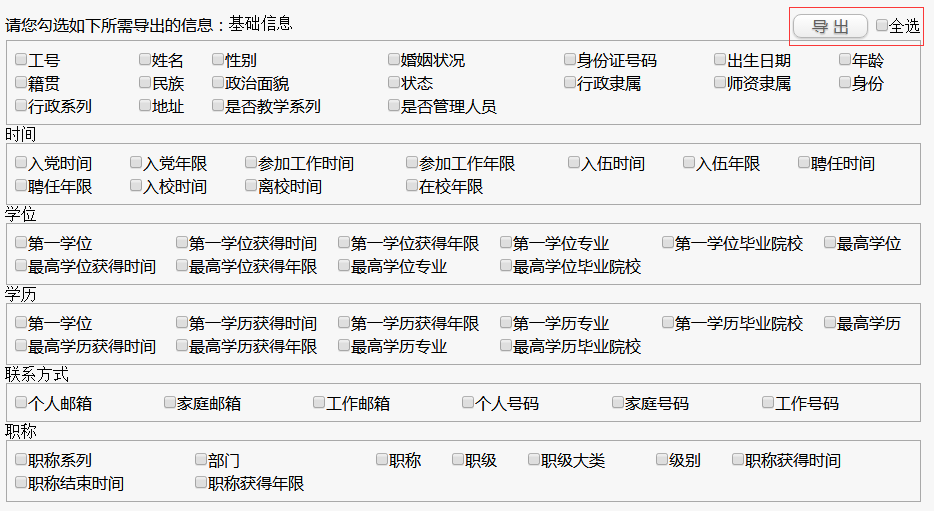 请您勾选如下所需导出的信息：基础信息 导 出 全选
工号 姓名 性别 婚姻状况 身份证号码 出生日期 年龄
籍贯 民族 政治面貌 状态 行政隶属 师资隶属 身份
行政系列 地址 是否教学系列 是否管理人员
时间
入党时间 入党年限 参加工作时间 参加工作年限 入伍时间 入伍年限 聘任时间
聘任年限 入校时间 离校时间 在校年限
学位
第一学位 第一学位获得时间 第一学位获得年限 第一学位专业 第一学位毕业院校 最高学位
最高学位获得时间 最高学位获得年限 最高学位专业 最高学位毕业院校
学历
第一学位 第一学历获得时间 第一学历获得年限 第一学历专业 第一学历毕业院校 最高学历
最高学历获得时间 最高学历获得年限 最高学历专业 最高学历毕业院校
联系方式
个人邮箱 家庭邮箱 工作邮箱 个人号码 家庭号码 工作号码
职称
职称系列 部门 职称 职级 职级大类 级别 职称获得时间
职称结束时间 职称获得年限